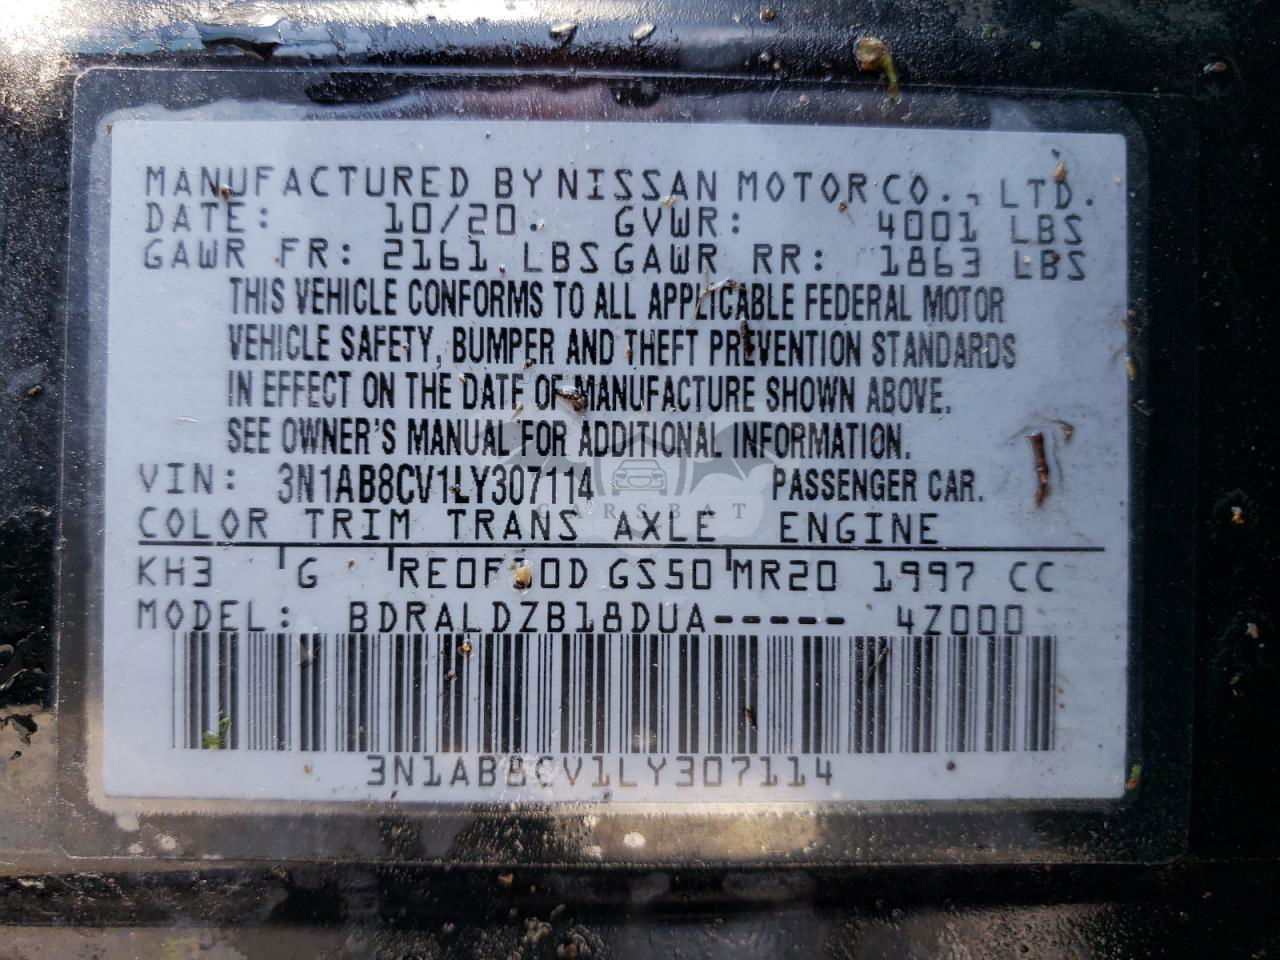 MANUFACTURED BY NISSAN MOTOR CO., LTD.
DATE: 10/20. GVWR: 4001 LBS
GAWR FR: 2161 LBS GAWR RR: 1863 LBS
THIS VEHICLE CONFORMS TO ALL APPLICABLE FEDERAL MOTOR
VEHICLE SAFETY, BUMPER AND THEFT PREVENTION STANDARDS
IN EFFECT ON THE DATE OF MANUFACTURE SHOWN ABOVE.
SEE OWNER'S MANUAL FOR ADDITIONAL INFORMATION.
VIN: 3N1AB8CV1LY307114 PASSENGER CAR.
CARSBAT
COLOR TRIM TRANS AXLE ENGINE
KH3 G GS50 MR20 1997 CC
MODEL: BDRALDZB18DUA----- 4Z000
3N1AB8CV1LY307114